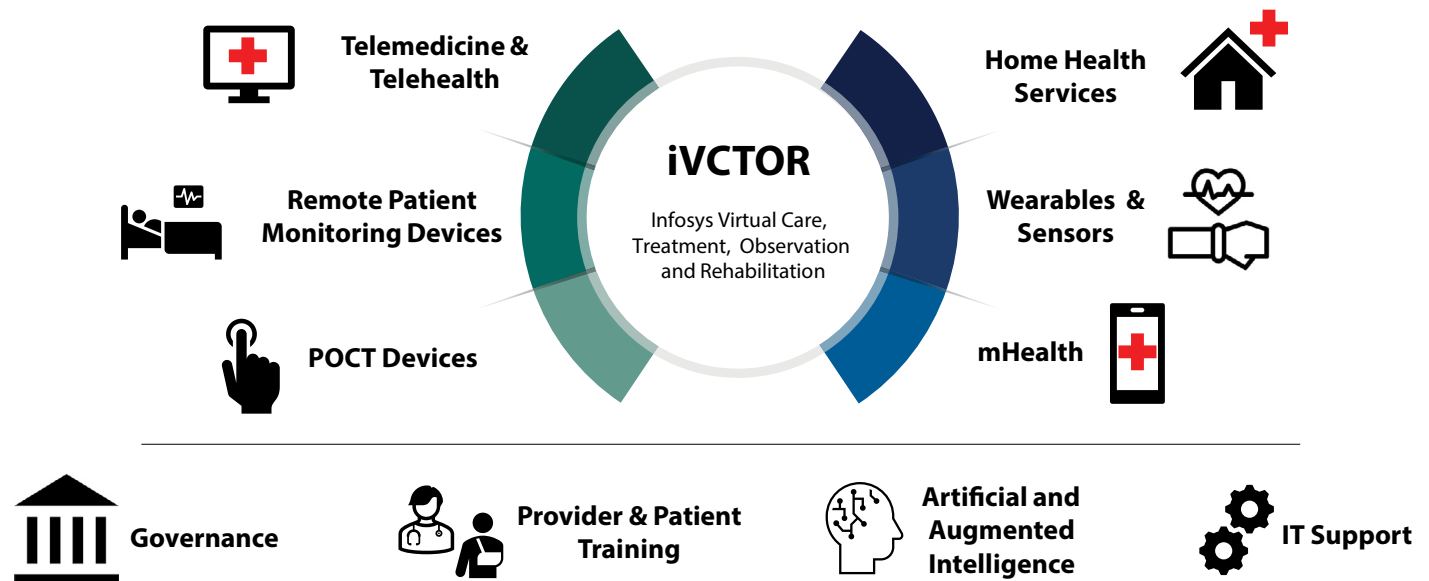 Telemedicine &
Telehealth
Remote Patient
Monitoring Devices
POCT Devices
iVCTOR
Infosys Virtual Care,
Treatment, Observation
and Rehabilitation
Home Health
Services
Wearables &
Sensors
mHealth
Governance
Provider & Patient
Training
Artificial and
Augmented
Intelligence
IT Support